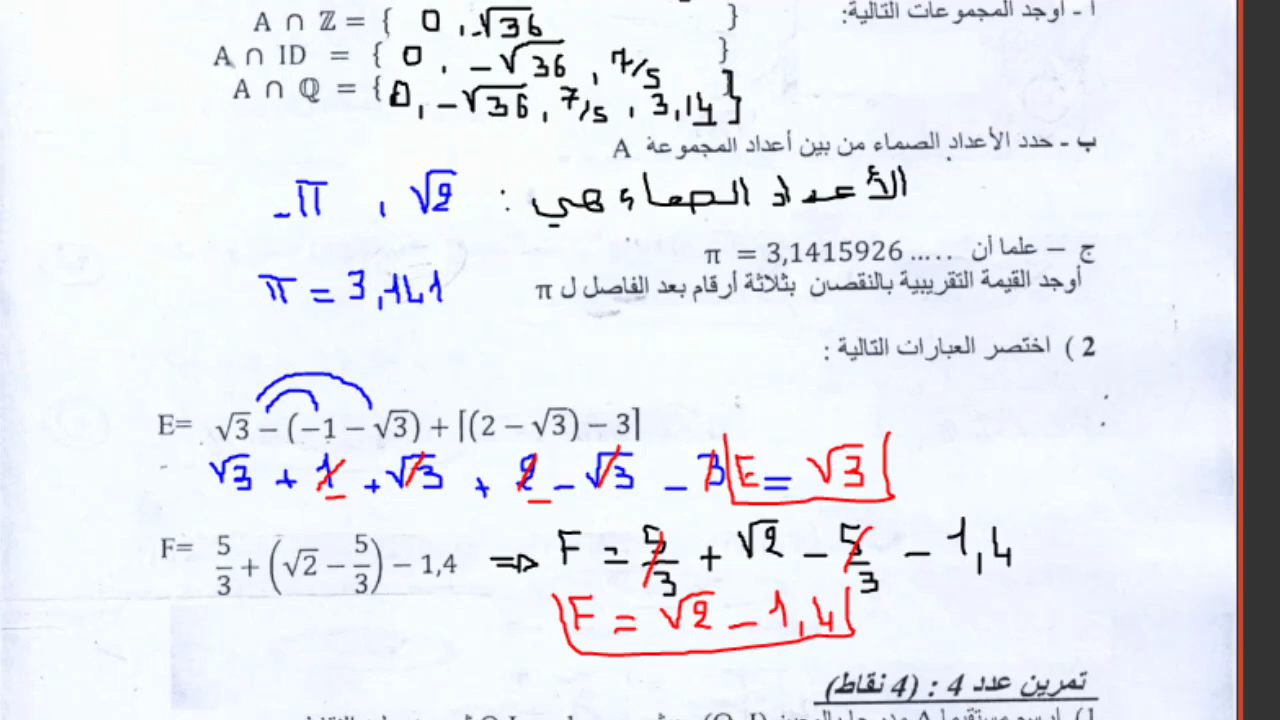 أ - أوجد المجموعات التالية:
A ∩ ℤ = { 0 , -√36 }
A ∩ ID = { 0 , -√36 , 7/5 }
A ∩ ℚ = { 0, -√36, 7/5 , 3,14 }
ب - حدد الأعداد الصماء من بين أعداد المجموعة A
الأعداد الصماء هي : √2 , -π
ج – علما أن π = 3,1415926 .....
أوجد القيمة التقريبية بالنقصان بثلاثة أرقام بعد الفاصل ل π
π = 3,141
2 ) اختصر العبارات التالية :
E= √3 − (−1 − √3) + ⌈(2 − √3) − 3⌉
√3 + 1 + √3 + 2 - √3 - 3 E = √3
F= 5/3 + (√2 − 5/3) − 1,4 ⇒ F = 5/3 + √2 - 5/3 - 1,4
F = √2 - 1,4
تمرين عدد 4 : (4 نقاط)